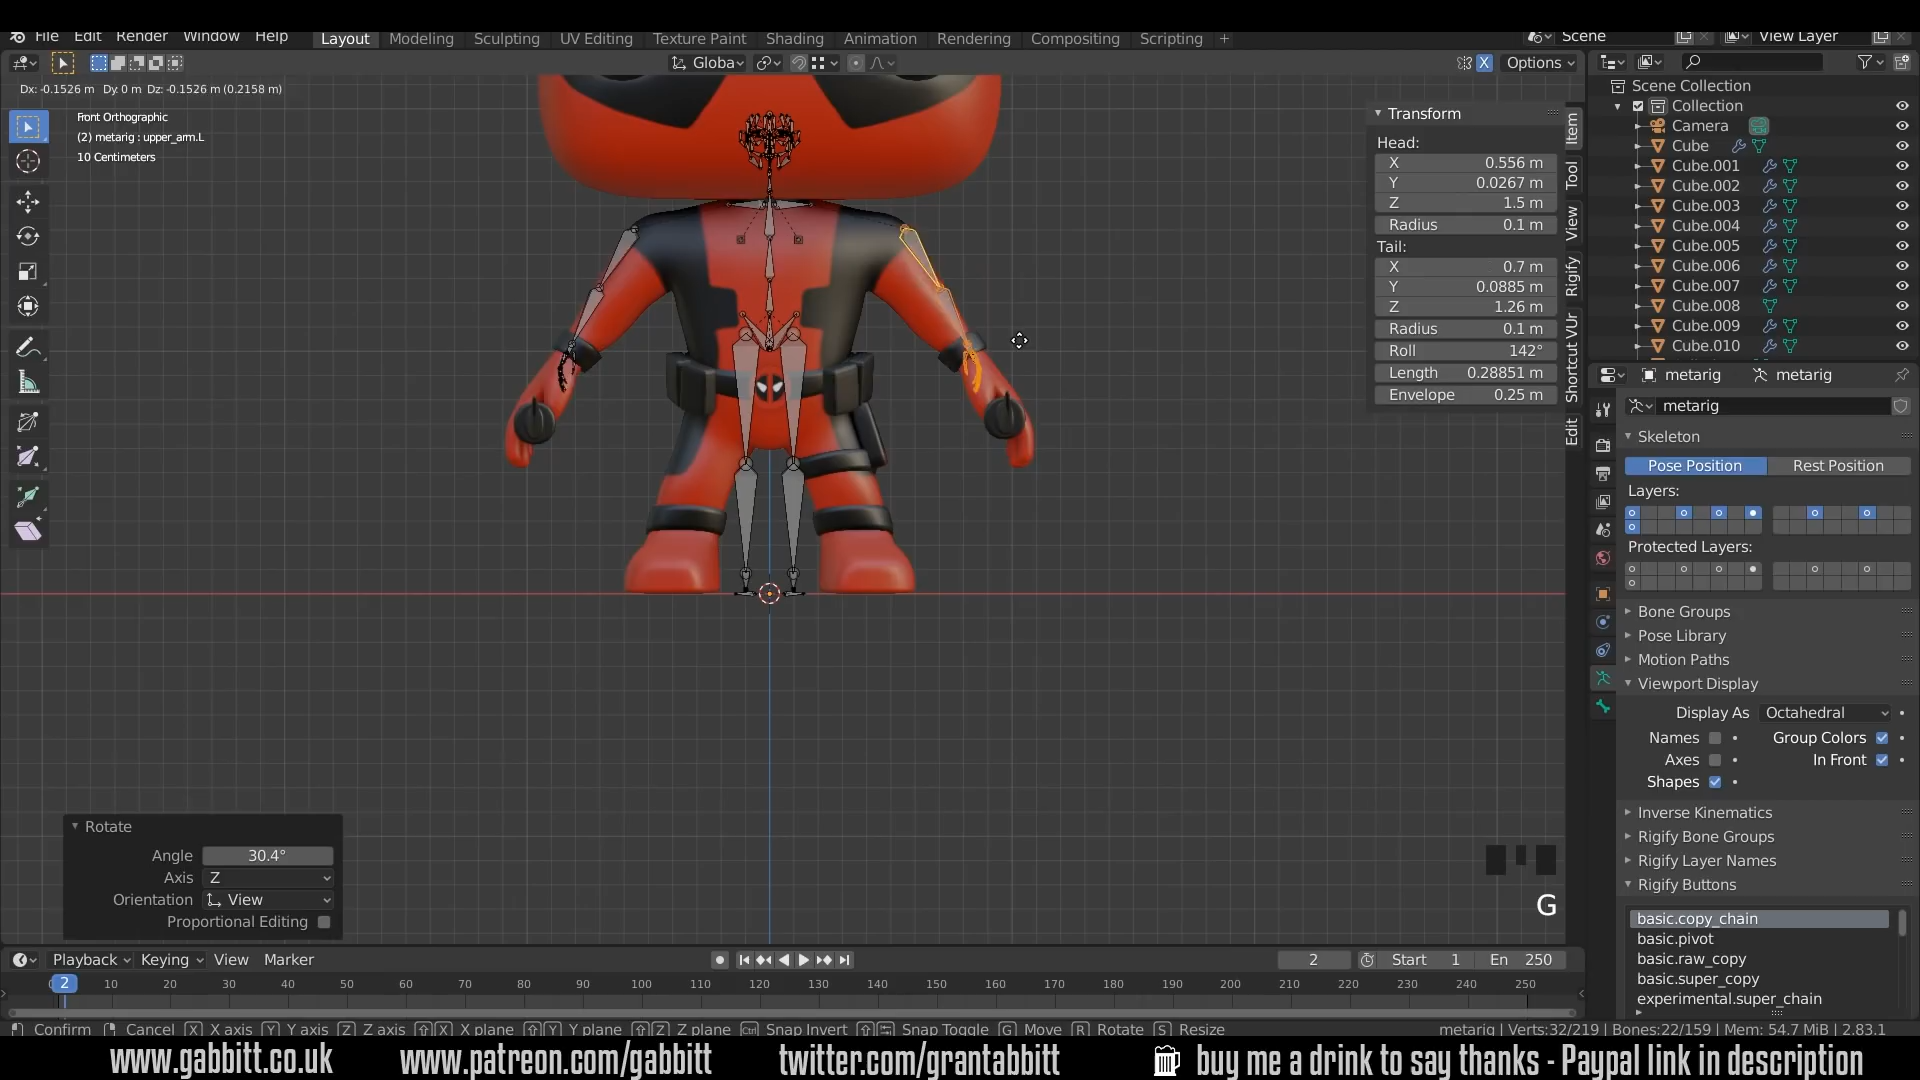 File Edit Render Window Help Layout Modeling Sculpting UV Editing Texture Paint Shading Animation Rendering Compositing Scripting + Scene View Layer
Globa X Options
Dx: -0.1526 m Dy: 0 m Dz: -0.1526 m (0.2158 m)
Front Orthographic
(2) metarig : upper_arm.L
10 Centimeters
Transform
Head:
X 0.556 m
Y 0.0267 m
Z 1.5 m
Radius 0.1 m
Tail:
X 0.7 m
Y 0.0885 m
Z 1.26 m
Radius 0.1 m
Roll 142°
Length 0.28851 m
Envelope 0.25 m
Item
Tool
View
Rigify
Shortcut VUr
Edit
Scene Collection
Collection
Camera
Cube
Cube.001
Cube.002
Cube.003
Cube.004
Cube.005
Cube.006
Cube.007
Cube.008
Cube.009
Cube.010
metarig metarig
metarig
Skeleton
Pose Position Rest Position
Layers:
Protected Layers:
Bone Groups
Pose Library
Motion Paths
Viewport Display
Display As Octahedral
Names Group Colors
Axes In Front
Shapes
Inverse Kinematics
Rigify Bone Groups
Rigify Layer Names
Rigify Buttons
basic.copy_chain
basic.pivot
basic.raw_copy
basic.super_copy
experimental.super_chain
Rotate
Angle 30.4°
Axis Z
Orientation View
Proportional Editing
G
Playback Keying View Marker 2 Start 1 En 250
2 10 20 30 40 50 60 70 80 90 100 110 120 130 140 150 160 170 180 190 200 210 220 230 240 250
Confirm Cancel X X axis Y Y axis Z Z axis X X plane Y Y plane Z Z plane Ctrl Snap Invert Snap Toggle G Move R Rotate S Resize metarig | Verts:32/219 | Bones:22/159 | Mem: 54.7 MiB | 2.83.1
www.gabbitt.co.uk www.patreon.com/gabbitt twitter.com/grantabbitt buy me a drink to say thanks - Paypal link in description